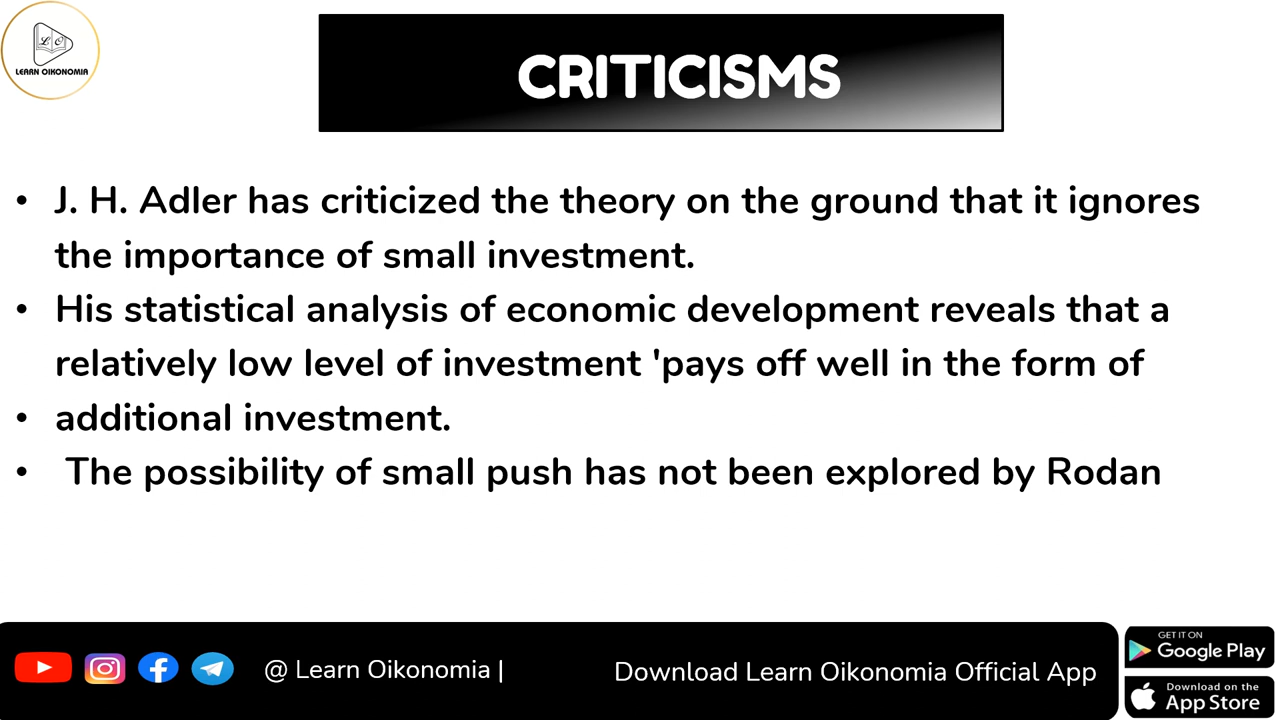 LO
LEARN OIKONOMIA
CRITICISMS
• J. H. Adler has criticized the theory on the ground that it ignores
the importance of small investment.
• His statistical analysis of economic development reveals that a
relatively low level of investment 'pays off well in the form of
• additional investment.
• The possibility of small push has not been explored by Rodan
@ Learn Oikonomia |
Download Learn Oikonomia Official App
GET IT ON
Google Play
Download on the
App Store